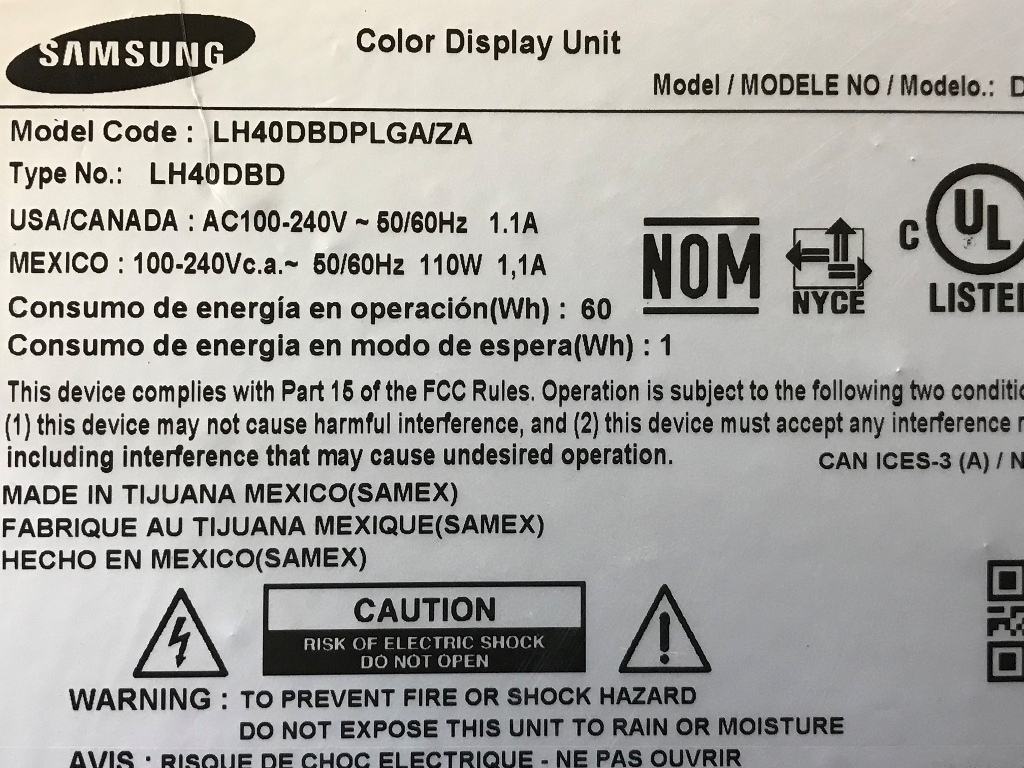 SAMSUNG
Color Display Unit
Model / MODELE NO / Modelo.:
Model Code : LH40DBDPLGA/ZA
Type No.: LH40DBD
USA/CANADA : AC100-240V ~ 50/60Hz 1.1A
MEXICO : 100-240Vc.a.~ 50/60Hz 110W 1,1A
NOM
NYCE
C UL
Consumo de energía en operación(Wh) : 60
Consumo de energia en modo de espera(Wh) : 1
This device complies with Part 15 of the FCC Rules. Operation is subject to the following two
(1) this device may not cause harmful interference, and (2) this device must accept any interference
including interference that may cause undesired operation.
CAN ICES-3 (A) / N
MADE IN TIJUANA MEXICO(SAMEX)
FABRIQUE AU TIJUANA MEXIQUE(SAMEX)
HECHO EN MEXICO(SAMEX)
CAUTION
RISK OF ELECTRIC SHOCK
DO NOT OPEN
WARNING : TO PREVENT FIRE OR SHOCK HAZARD
DO NOT EXPOSE THIS UNIT TO RAIN OR MOISTURE
AVIS : RISQUE DE CHOC ELECTRIQUE - NE PAS OUVRIR